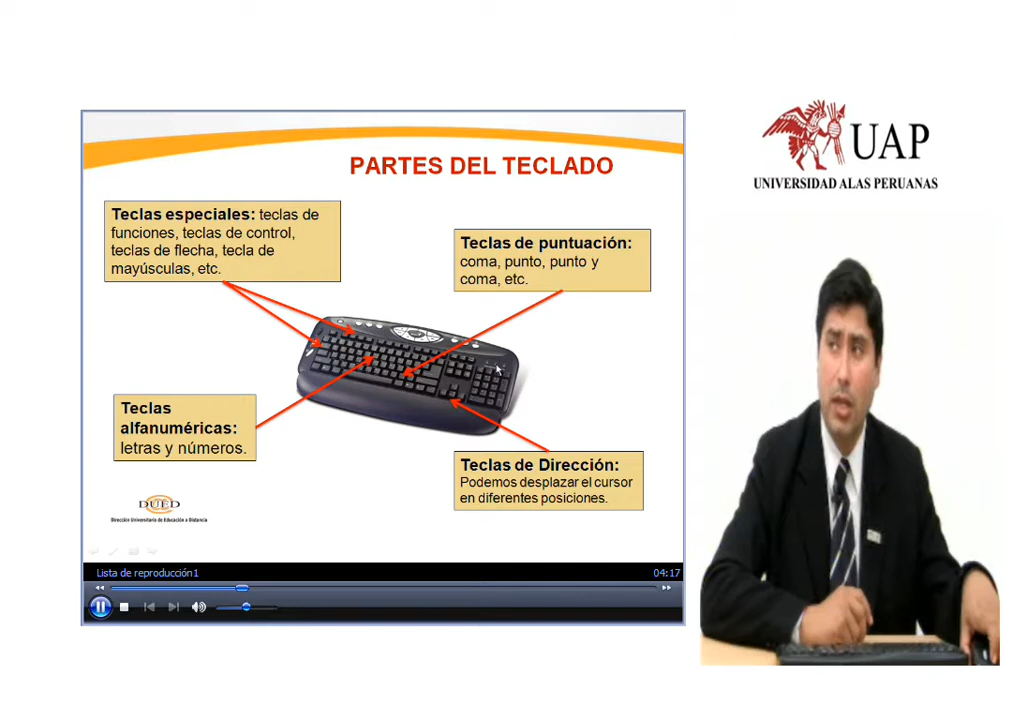 PARTES DEL TECLADO
Teclas especiales: teclas de
funciones, teclas de control,
teclas de flecha, tecla de
mayúsculas, etc.
Teclas de puntuación:
coma, punto, punto y
coma, etc.
Teclas
alfanuméricas:
letras y números.
Teclas de Dirección:
Podemos desplazar el cursor
en diferentes posiciones.
DUED
Dirección Universitaria de Educación a Distancia
Lista de reproducción1
04:17
UAP
UNIVERSIDAD ALAS PERUANAS